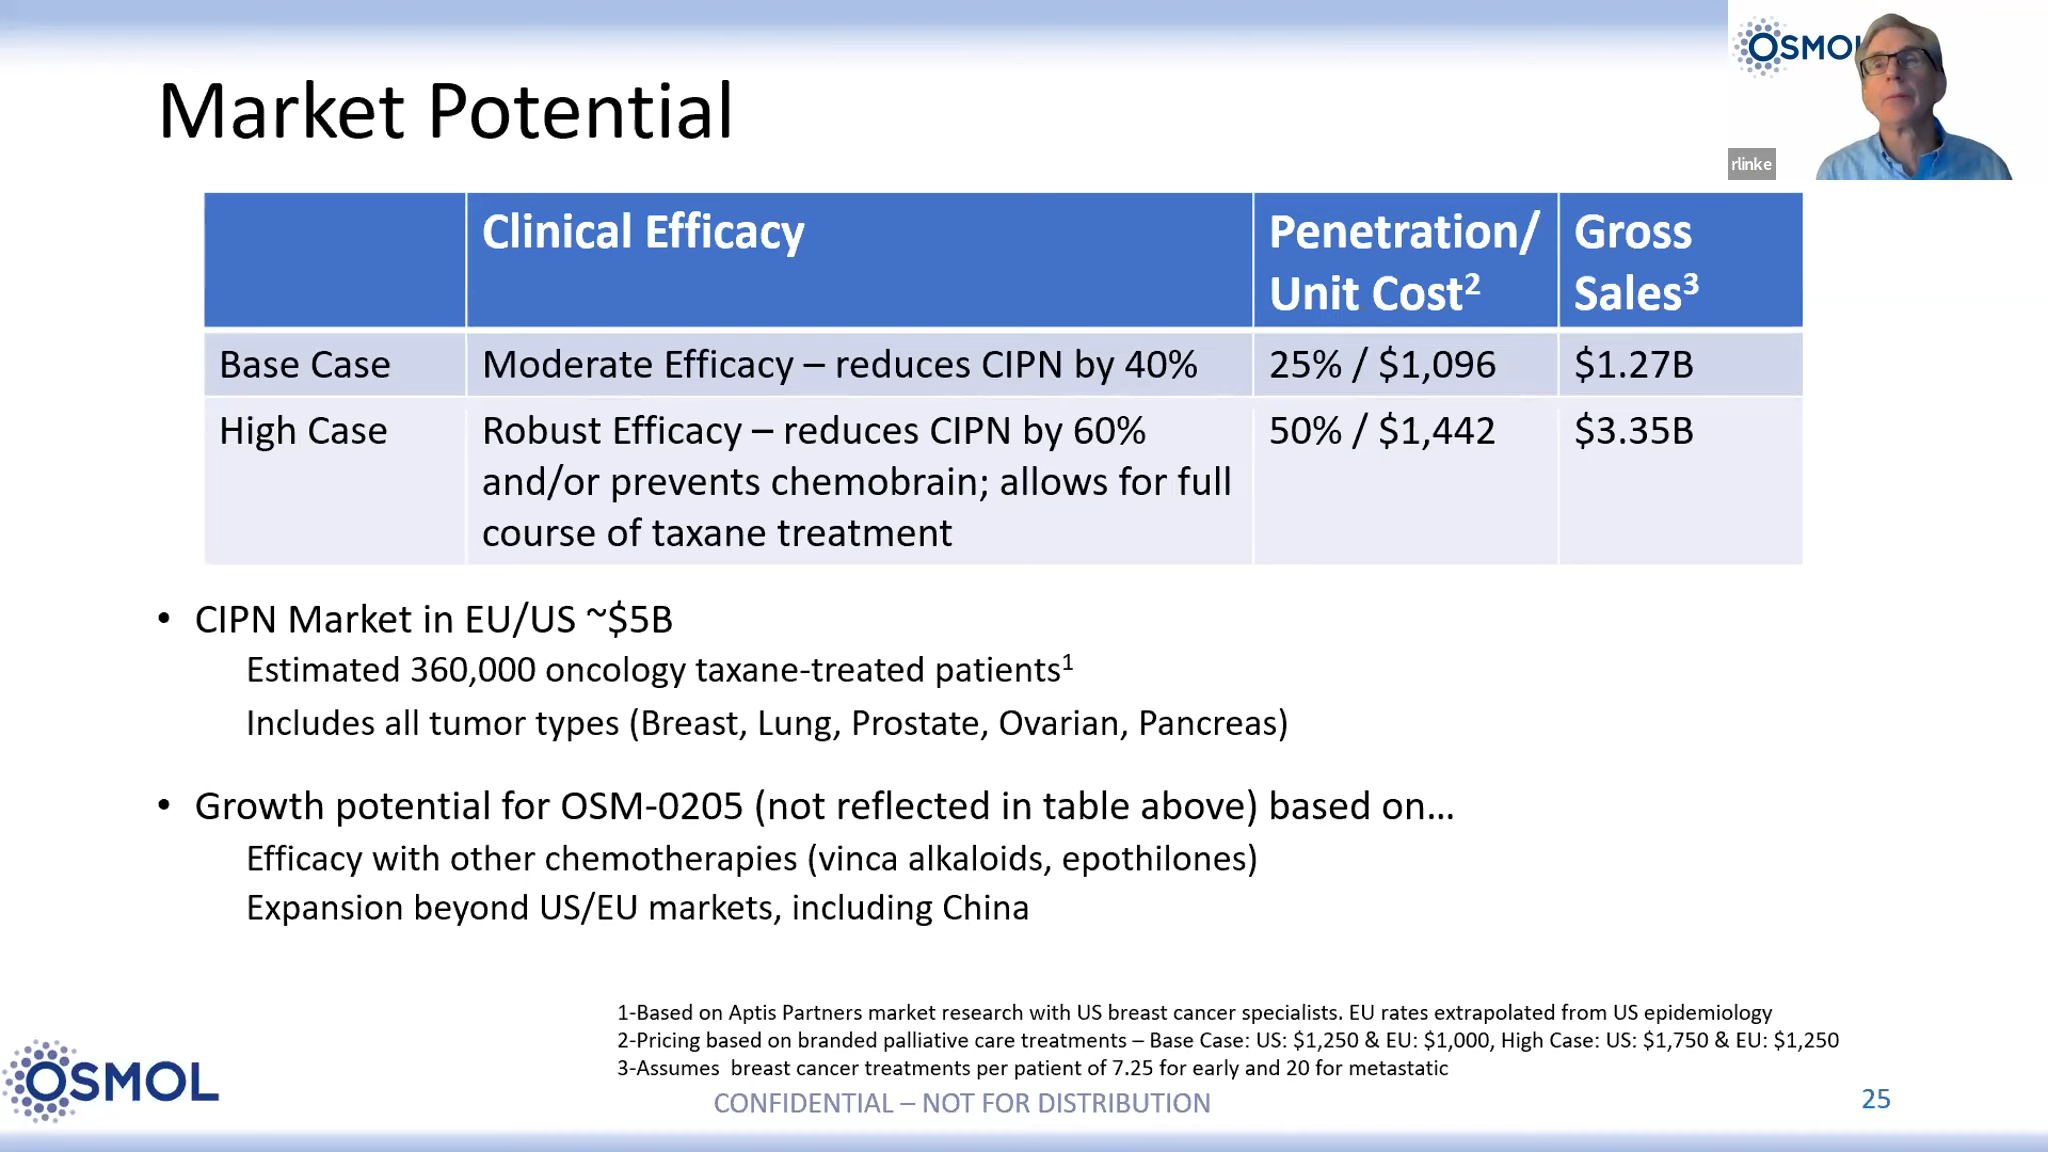 OSMOL
rlinke
Market Potential
Clinical Efficacy
Penetration/
Unit Cost²
Gross
Sales³
Base Case
Moderate Efficacy – reduces CIPN by 40%
25% / $1,096
$1.27B
High Case
Robust Efficacy – reduces CIPN by 60%
and/or prevents chemobrain; allows for full
course of taxane treatment
50% / $1,442
$3.35B
• CIPN Market in EU/US ~$5B
Estimated 360,000 oncology taxane-treated patients¹
Includes all tumor types (Breast, Lung, Prostate, Ovarian, Pancreas)
• Growth potential for OSM-0205 (not reflected in table above) based on…
Efficacy with other chemotherapies (vinca alkaloids, epothilones)
Expansion beyond US/EU markets, including China
1-Based on Aptis Partners market research with US breast cancer specialists. EU rates extrapolated from US epidemiology
2-Pricing based on branded palliative care treatments – Base Case: US: $1,250 & EU: $1,000, High Case: US: $1,750 & EU: $1,250
3-Assumes  breast cancer treatments per patient of 7.25 for early and 20 for metastatic
OSMOL
CONFIDENTIAL – NOT FOR DISTRIBUTION
25